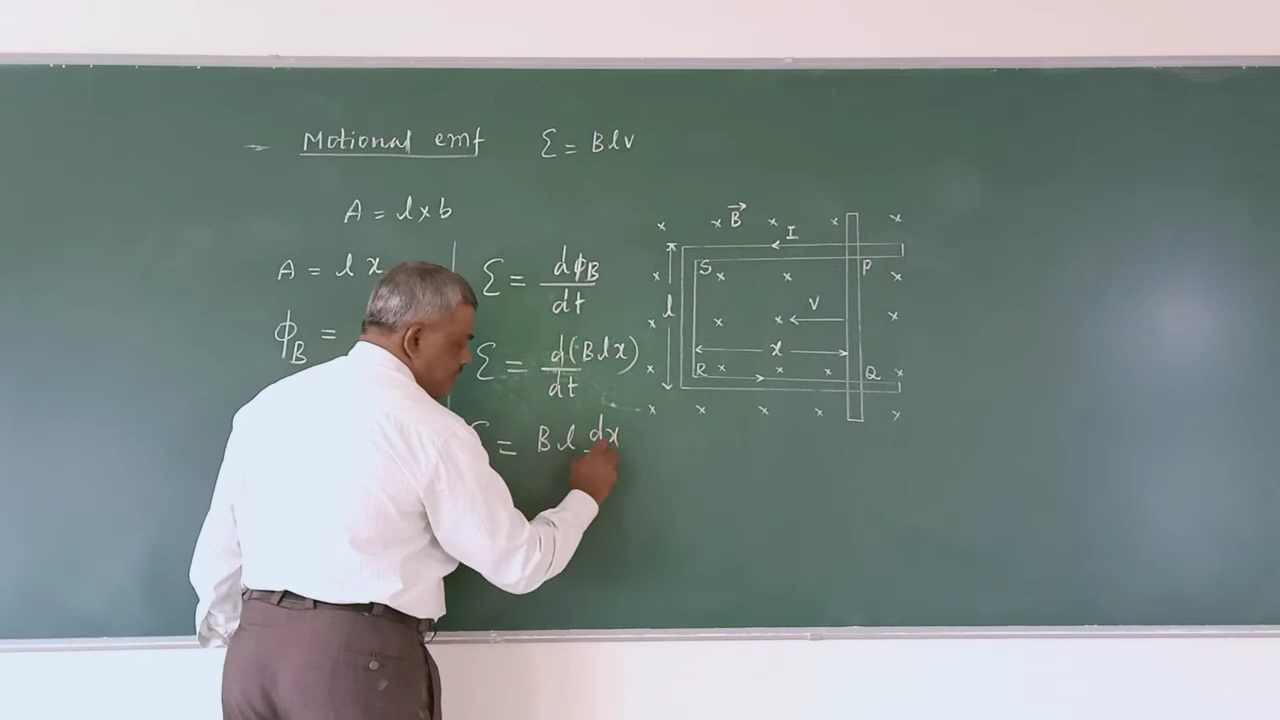 – Motional emf ε = Blv
A = l x b
A = l x
ϕB =
ε = dϕB/dt
ε = d(Blx)/dt
= Bl dx
x x B x x x
I
S x x P x
x
l x x v x
x
R x x x Q x
x x x x x